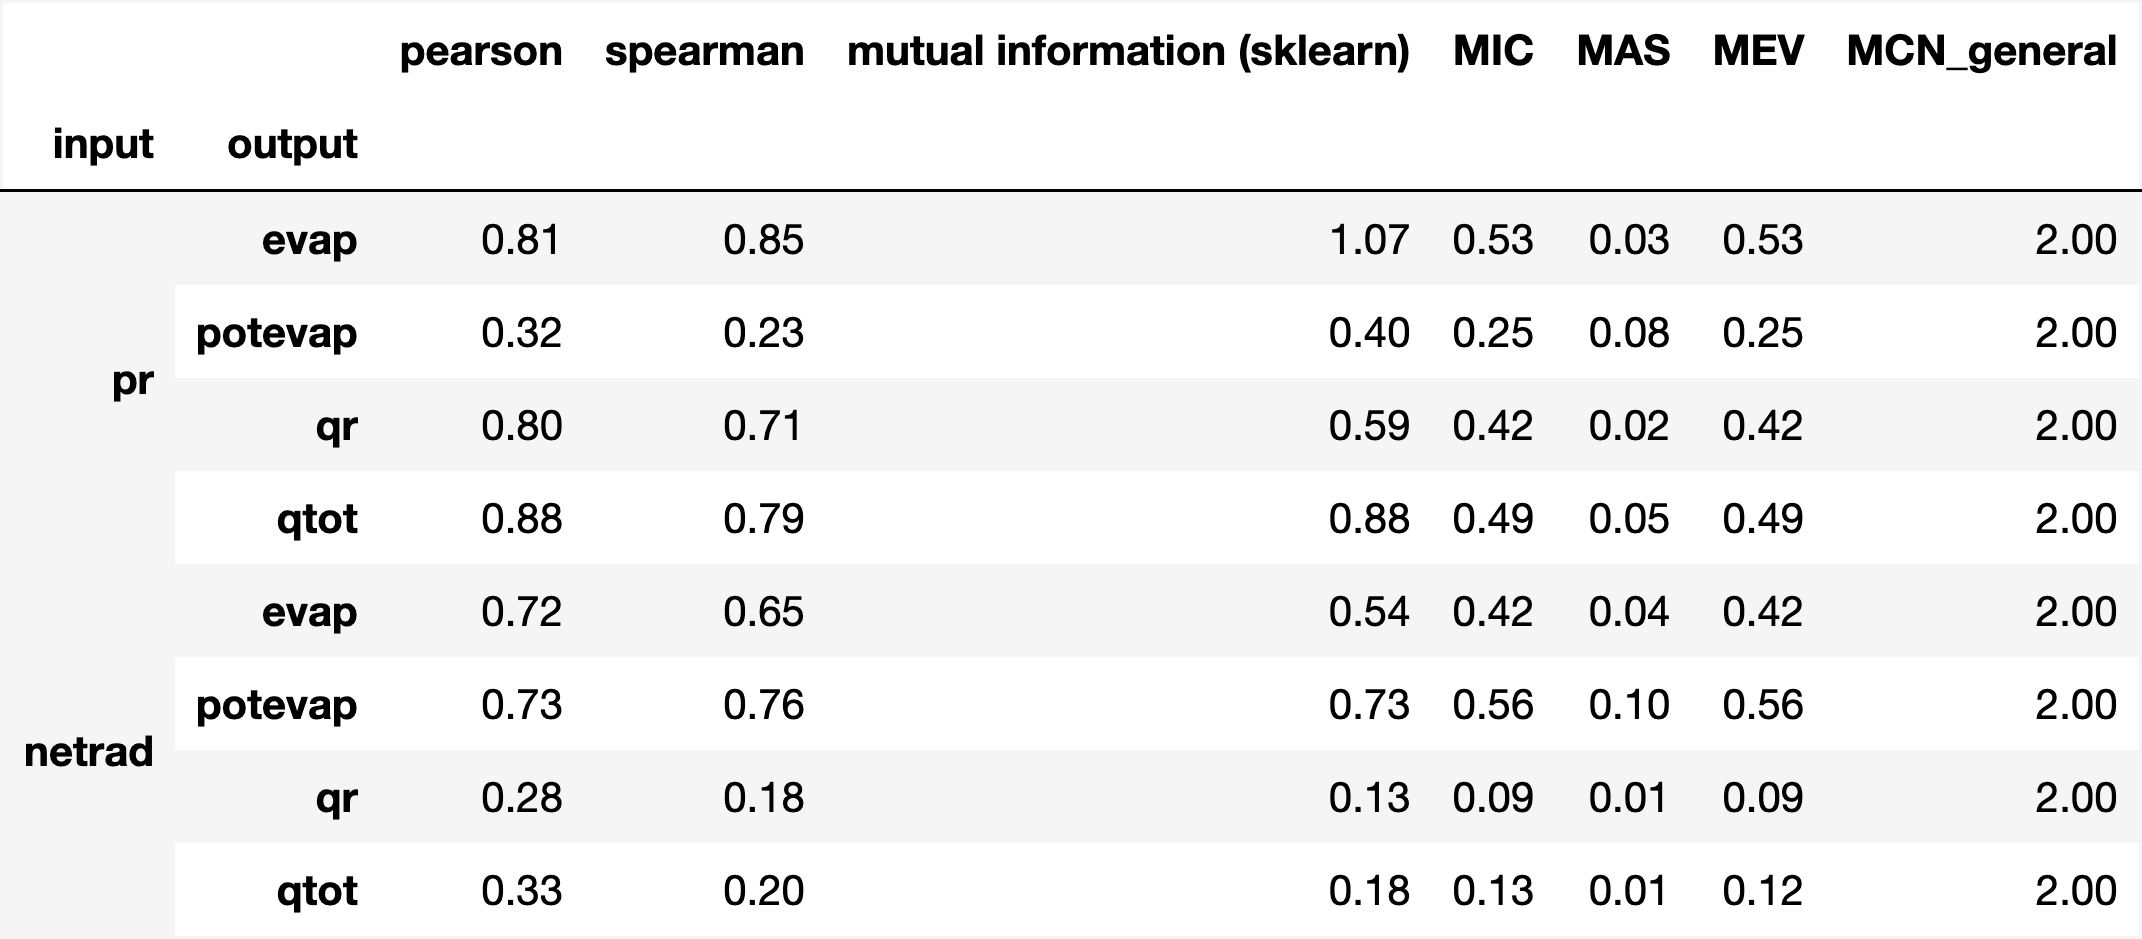 pearson spearman mutual information (sklearn) MIC MAS MEV MCN_general
input output
evap 0.81 0.85 1.07 0.53 0.03 0.53 2.00
potevap 0.32 0.23 0.40 0.25 0.08 0.25 2.00
pr
qr 0.80 0.71 0.59 0.42 0.02 0.42 2.00
qtot 0.88 0.79 0.88 0.49 0.05 0.49 2.00
evap 0.72 0.65 0.54 0.42 0.04 0.42 2.00
potevap 0.73 0.76 0.73 0.56 0.10 0.56 2.00
netrad
qr 0.28 0.18 0.13 0.09 0.01 0.09 2.00
qtot 0.33 0.20 0.18 0.13 0.01 0.12 2.00